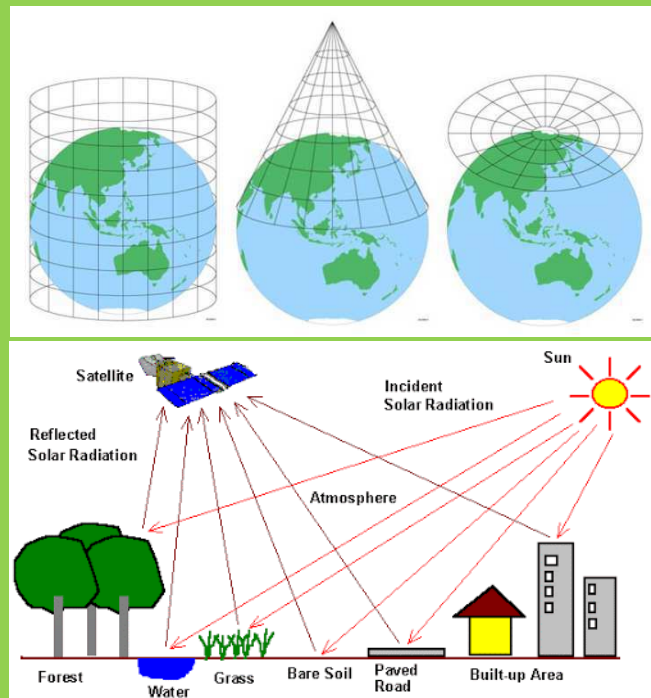 Sun
Satellite
Incident
Solar Radiation
Reflected
Solar Radiation
Atmosphere
Forest
Water
Grass
Bare Soil
Paved
Road
Built-up Area